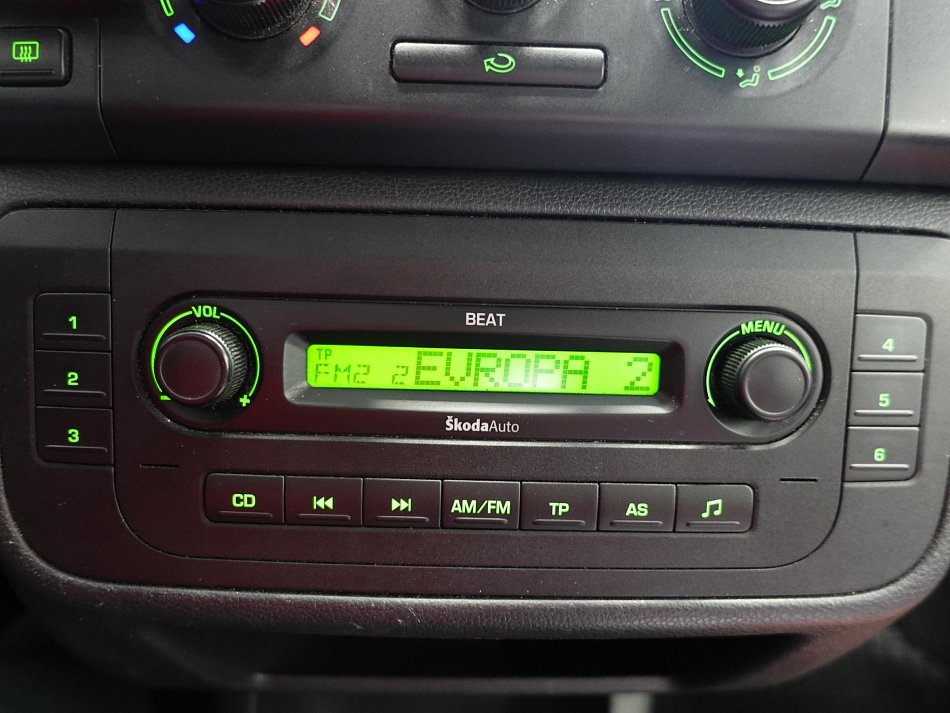 BEAT
VOL
MENU
TP
FM2 2 EVROPA 2
- +
ŠkodaAuto
1
2
3
4
5
6
CD
AM/FM
TP
AS